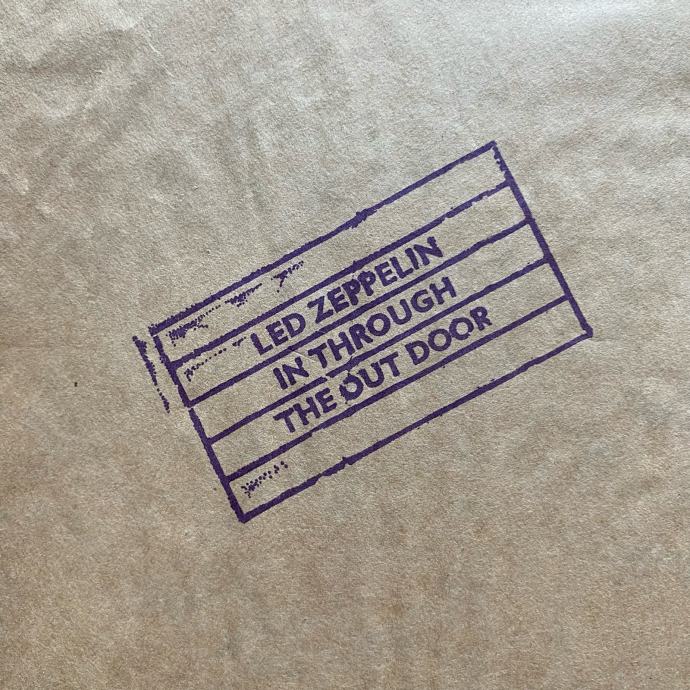 LED ZEPPELIN
IN THROUGH
THE OUT DOOR